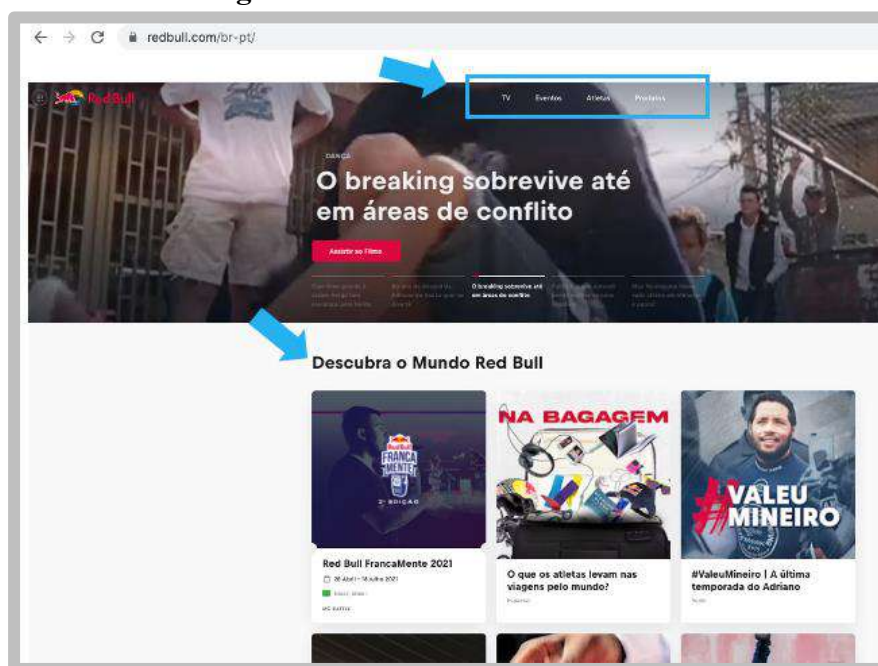 redbull.com/br-pt/
Red Bull
TV Eventos Atletas Produtos
DANÇA
O breaking sobrevive até
em áreas de conflito
Assistir ao Filme
O breaking sobrevive até
em áreas de conflito
Descubra o Mundo Red Bull
Red Bull
FRANCA
MENTE
2ª EDIÇÃO
NA BAGAGEM
#VALEU
MINEIRO
Red Bull FrancaMente 2021
O que os atletas levam nas
viagens pelo mundo?
#ValeuMineiro | A última
temporada do Adriano